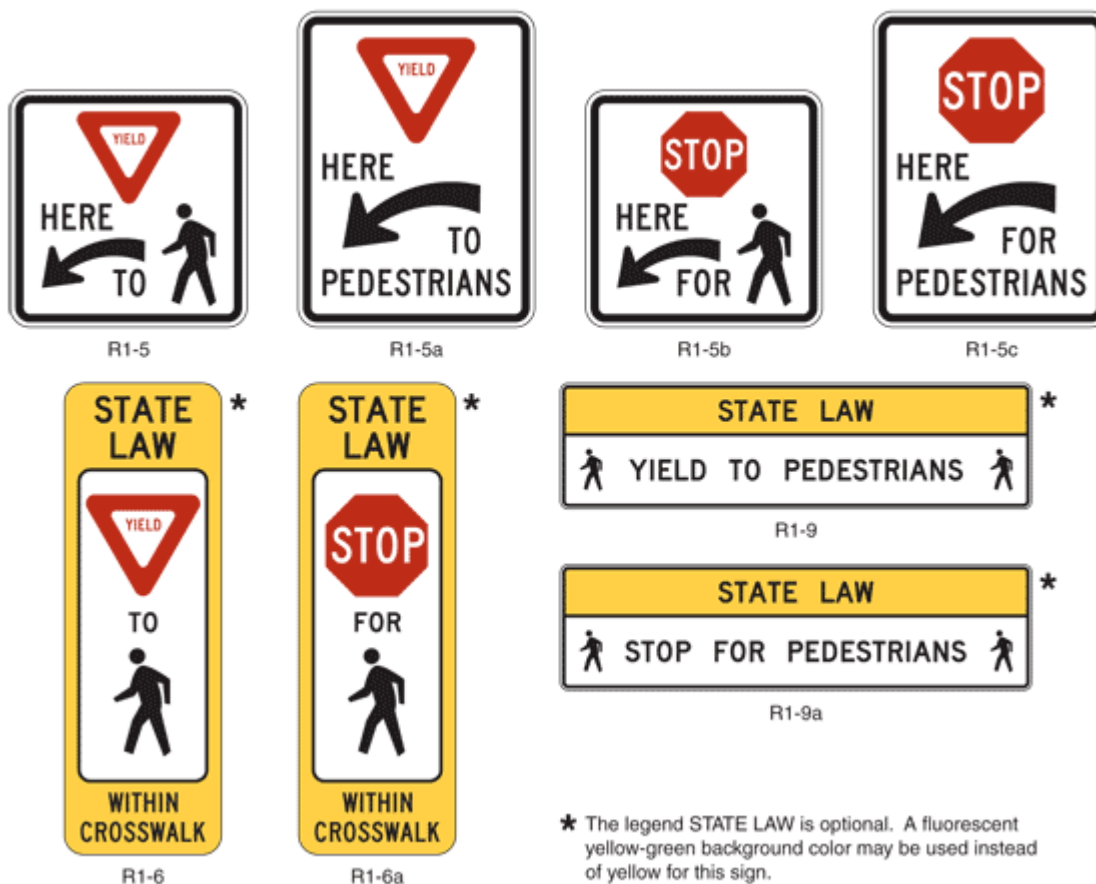 YIELD
HERE
TO
R1-5
YIELD
HERE
TO
PEDESTRIANS
R1-5a
STOP
HERE
FOR
R1-5b
STOP
HERE
FOR
PEDESTRIANS
R1-5c
STATE
LAW
*
YIELD
TO
WITHIN
CROSSWALK
R1-6
STATE
LAW
*
STOP
FOR
WITHIN
CROSSWALK
R1-6a
STATE LAW
*
YIELD TO PEDESTRIANS
R1-9
STATE LAW
*
STOP FOR PEDESTRIANS
R1-9a
* The legend STATE LAW is optional. A fluorescent
yellow-green background color may be used instead
of yellow for this sign.